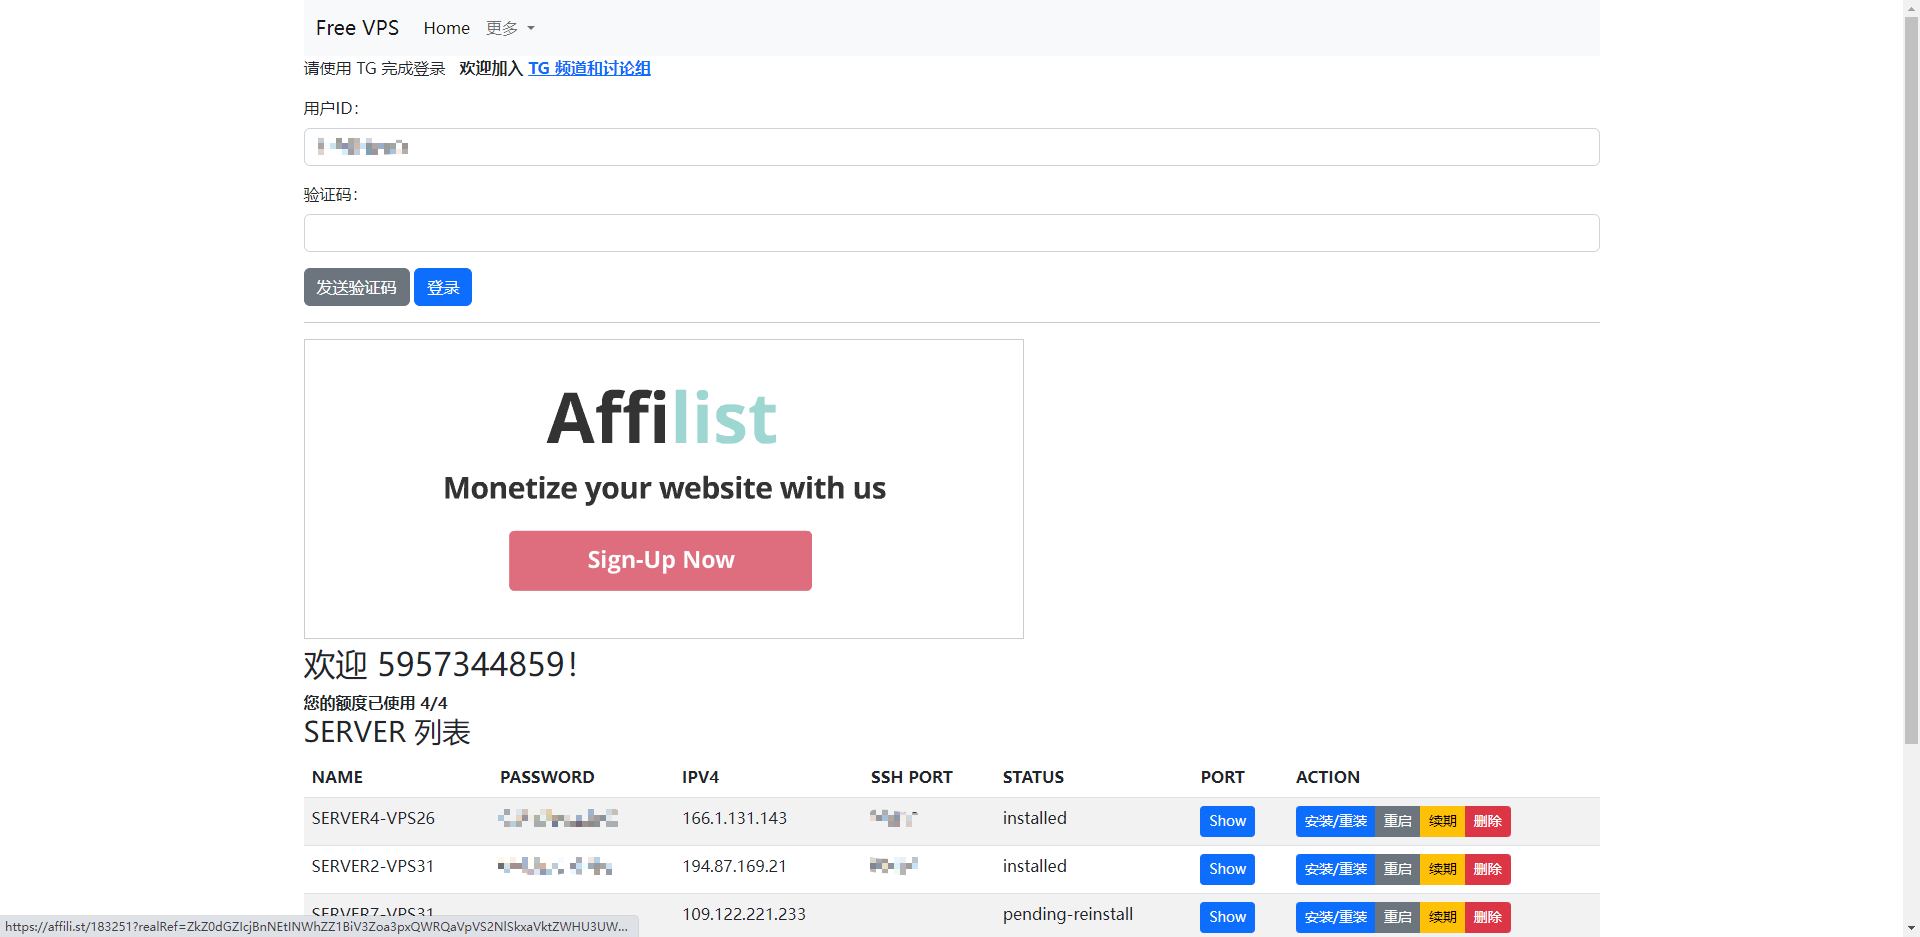 Free VPS Home 更多
请使用 TG 完成登录 欢迎加入 TG 频道和讨论组
用户ID：
验证码：
发送验证码 登录
Affilist
Monetize your website with us
Sign-Up Now
欢迎 5957344859！
您的额度已使用 4/4
SERVER 列表
NAME PASSWORD IPV4 SSH PORT STATUS PORT ACTION
SERVER4-VPS26 166.1.131.143 installed Show 安装/重装 重启 续期 删除
SERVER2-VPS31 194.87.169.21 installed Show 安装/重装 重启 续期 删除
SERVER7-VPS31 109.122.221.233 pending-reinstall Show 安装/重装 重启 续期 删除
https://affili.st/183251?realRef=ZkZ0dGZIcjBnNEtINWhZZ1BiV3Zoa3pxQWRQaVpVS2NlSkxaVktZWHU3UW...